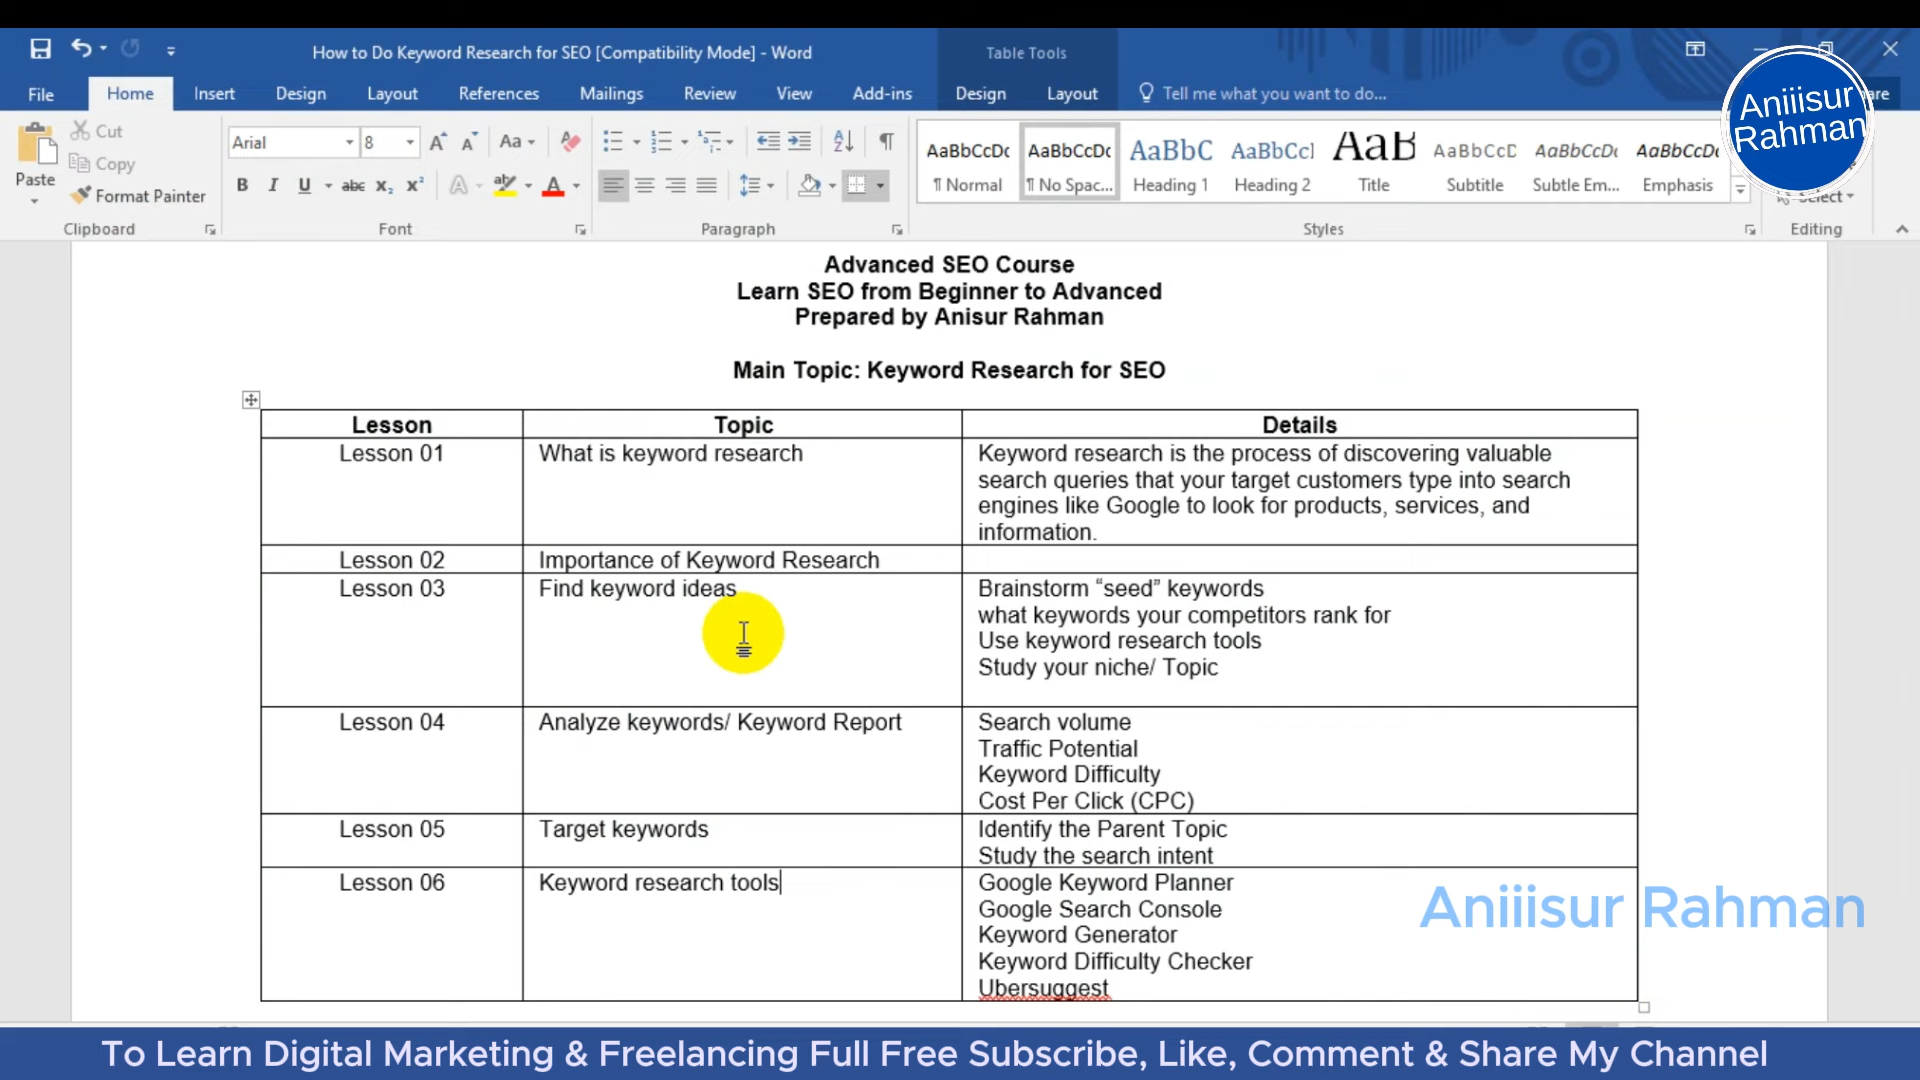 How to Do Keyword Research for SEO [Compatibility Mode] - Word
Table Tools
File Home Insert Design Layout References Mailings Review View Add-ins Design Layout Tell me what you want to do...
Aniiisur
Rahman
Paste
Cut
Copy
Format Painter
Arial 8
AaBbCcDc AaBbCcDc AaBbC AaBbCcI AaB AaBbCcD AaBbCcDc AaBbCcDc
¶ Normal ¶ No Spac... Heading 1 Heading 2 Title Subtitle Subtle Em... Emphasis
Select
Clipboard Font Paragraph Styles Editing
Advanced SEO Course
Learn SEO from Beginner to Advanced
Prepared by Anisur Rahman
Main Topic: Keyword Research for SEO
Lesson Topic Details
Lesson 01 What is keyword research Keyword research is the process of discovering valuable
search queries that your target customers type into search
engines like Google to look for products, services, and
information.
Lesson 02 Importance of Keyword Research
Lesson 03 Find keyword ideas Brainstorm “seed” keywords
what keywords your competitors rank for
Use keyword research tools
Study your niche/ Topic
Lesson 04 Analyze keywords/ Keyword Report Search volume
Traffic Potential
Keyword Difficulty
Cost Per Click (CPC)
Lesson 05 Target keywords Identify the Parent Topic
Study the search intent
Lesson 06 Keyword research tools Google Keyword Planner
Google Search Console
Keyword Generator
Keyword Difficulty Checker
Ubersuggest
Aniiisur Rahman
To Learn Digital Marketing & Freelancing Full Free Subscribe, Like, Comment & Share My Channel